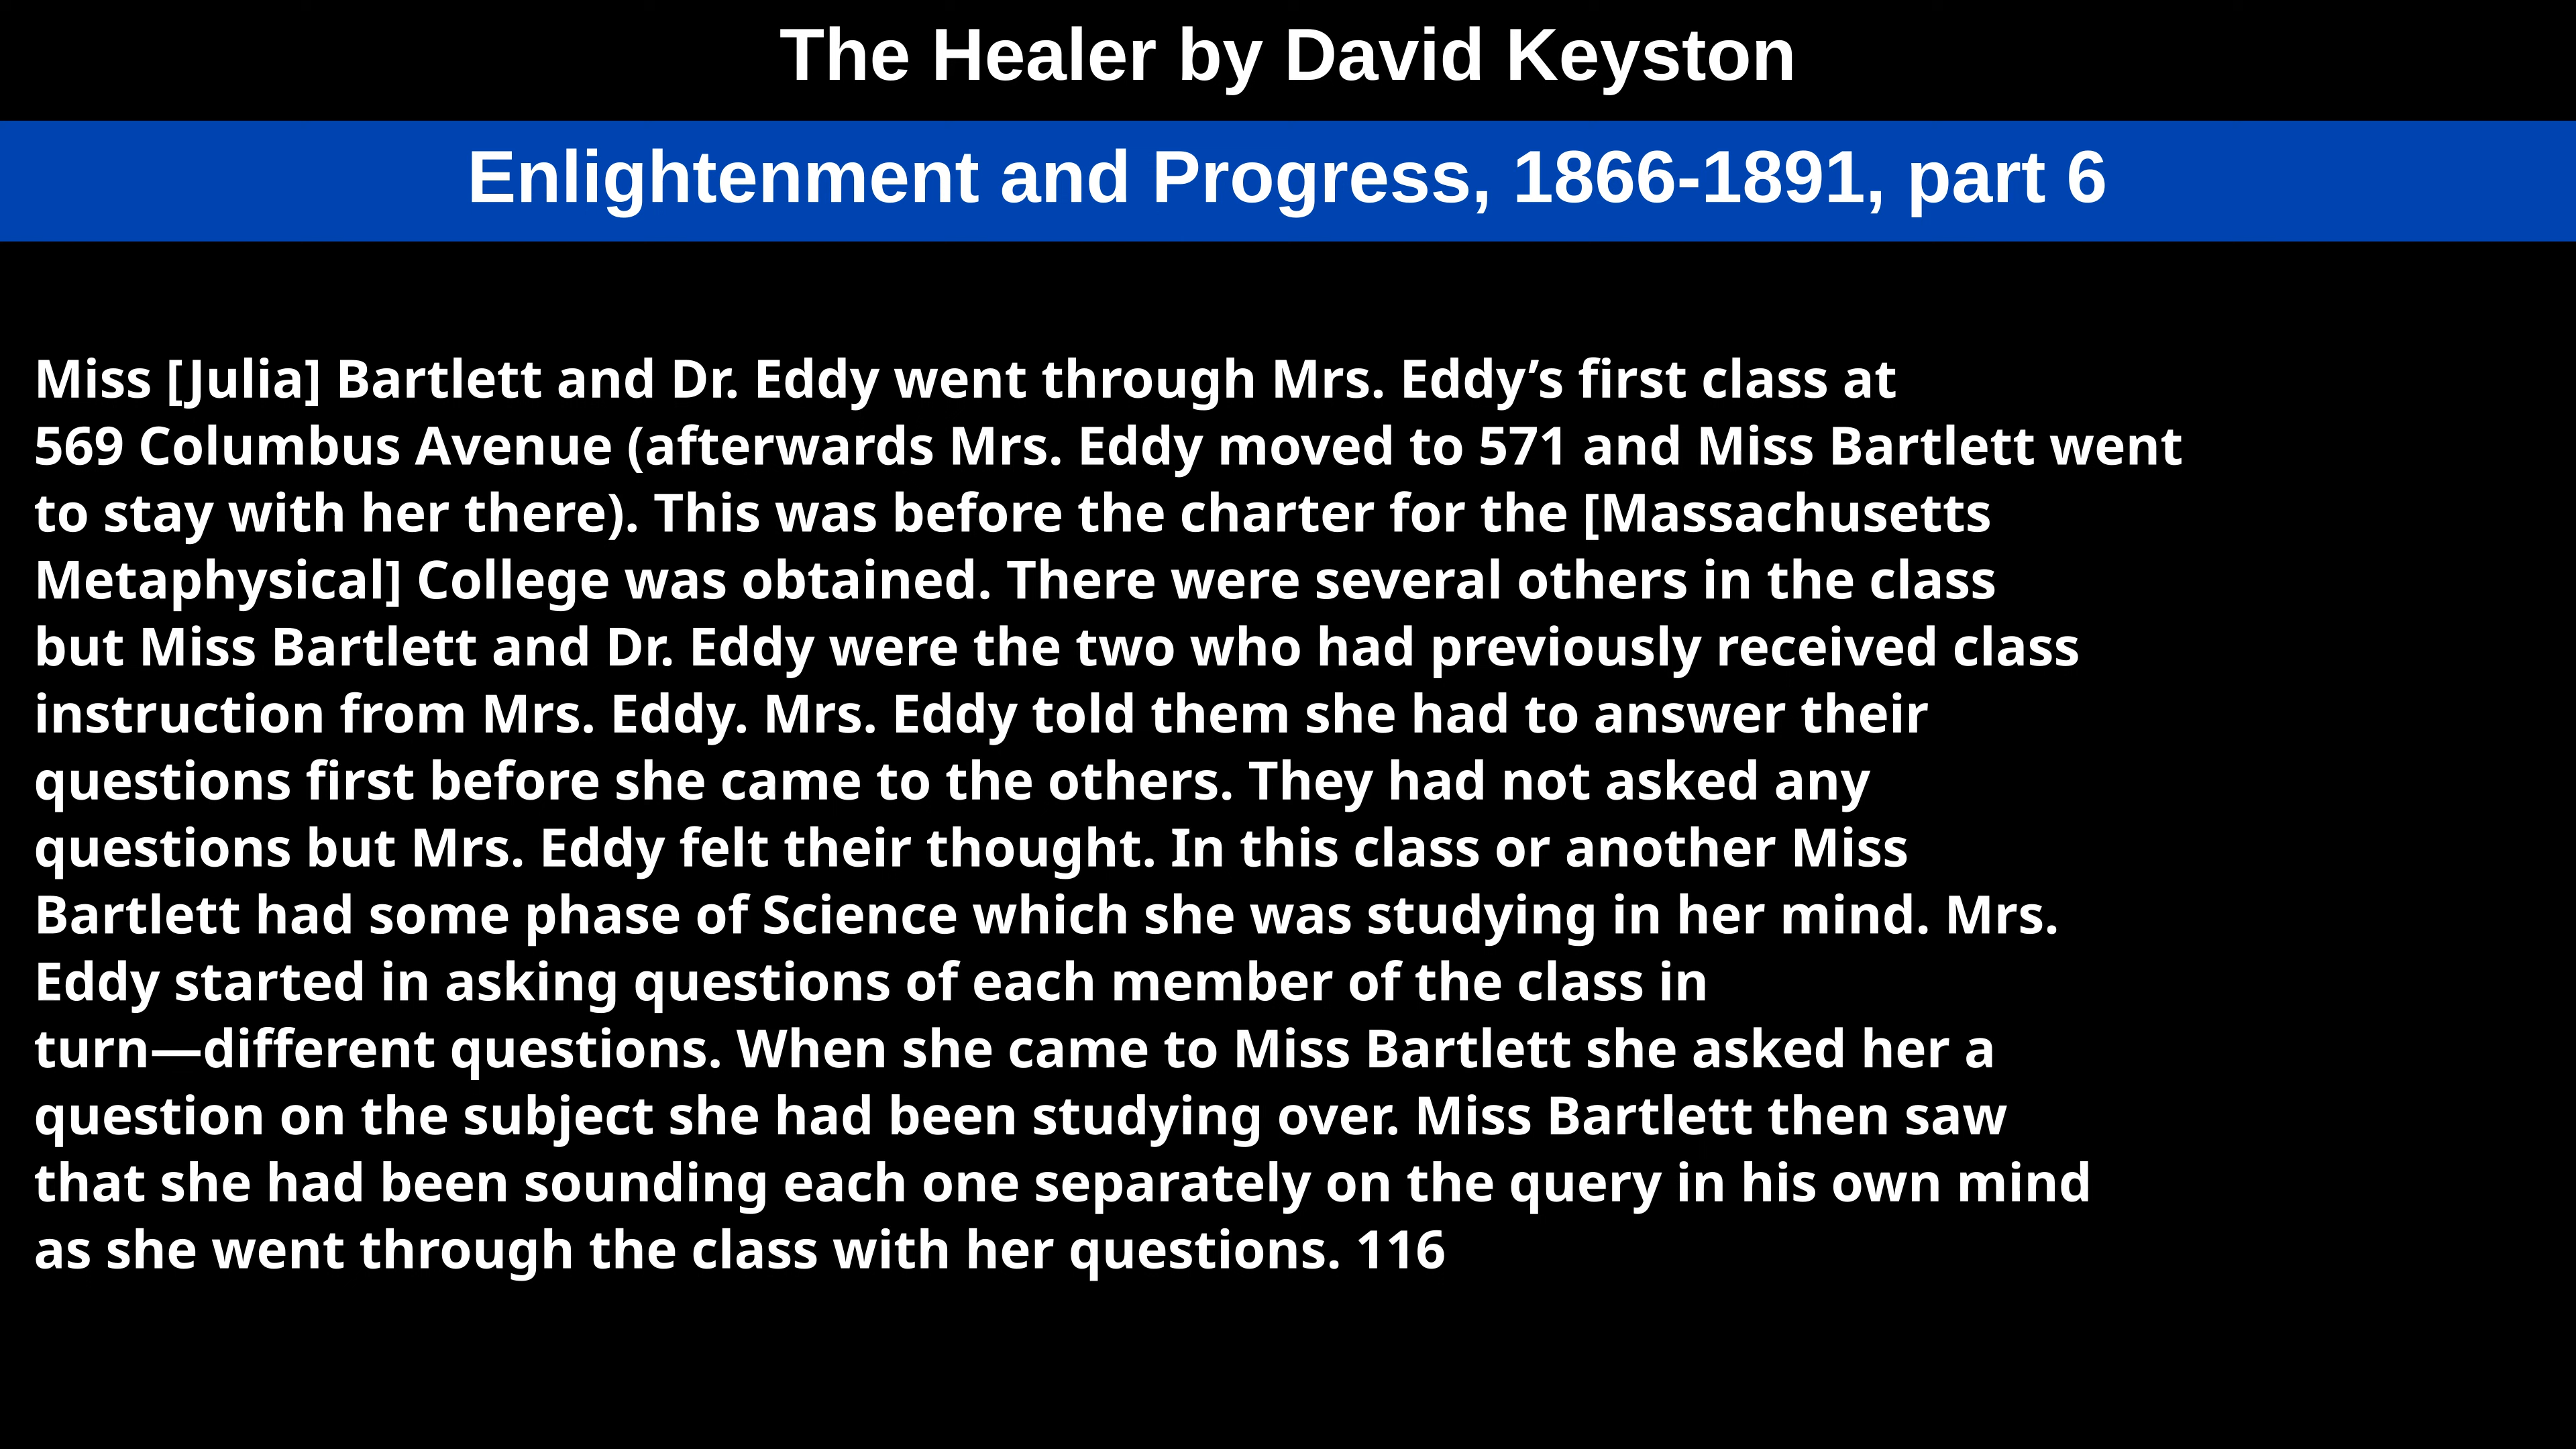 The Healer by David Keyston
Enlightenment and Progress, 1866-1891, part 6
Miss [Julia] Bartlett and Dr. Eddy went through Mrs. Eddy’s first class at
569 Columbus Avenue (afterwards Mrs. Eddy moved to 571 and Miss Bartlett went
to stay with her there). This was before the charter for the [Massachusetts
Metaphysical] College was obtained. There were several others in the class
but Miss Bartlett and Dr. Eddy were the two who had previously received class
instruction from Mrs. Eddy. Mrs. Eddy told them she had to answer their
questions first before she came to the others. They had not asked any
questions but Mrs. Eddy felt their thought. In this class or another Miss
Bartlett had some phase of Science which she was studying in her mind. Mrs.
Eddy started in asking questions of each member of the class in
turn—different questions. When she came to Miss Bartlett she asked her a
question on the subject she had been studying over. Miss Bartlett then saw
that she had been sounding each one separately on the query in his own mind
as she went through the class with her questions. 116